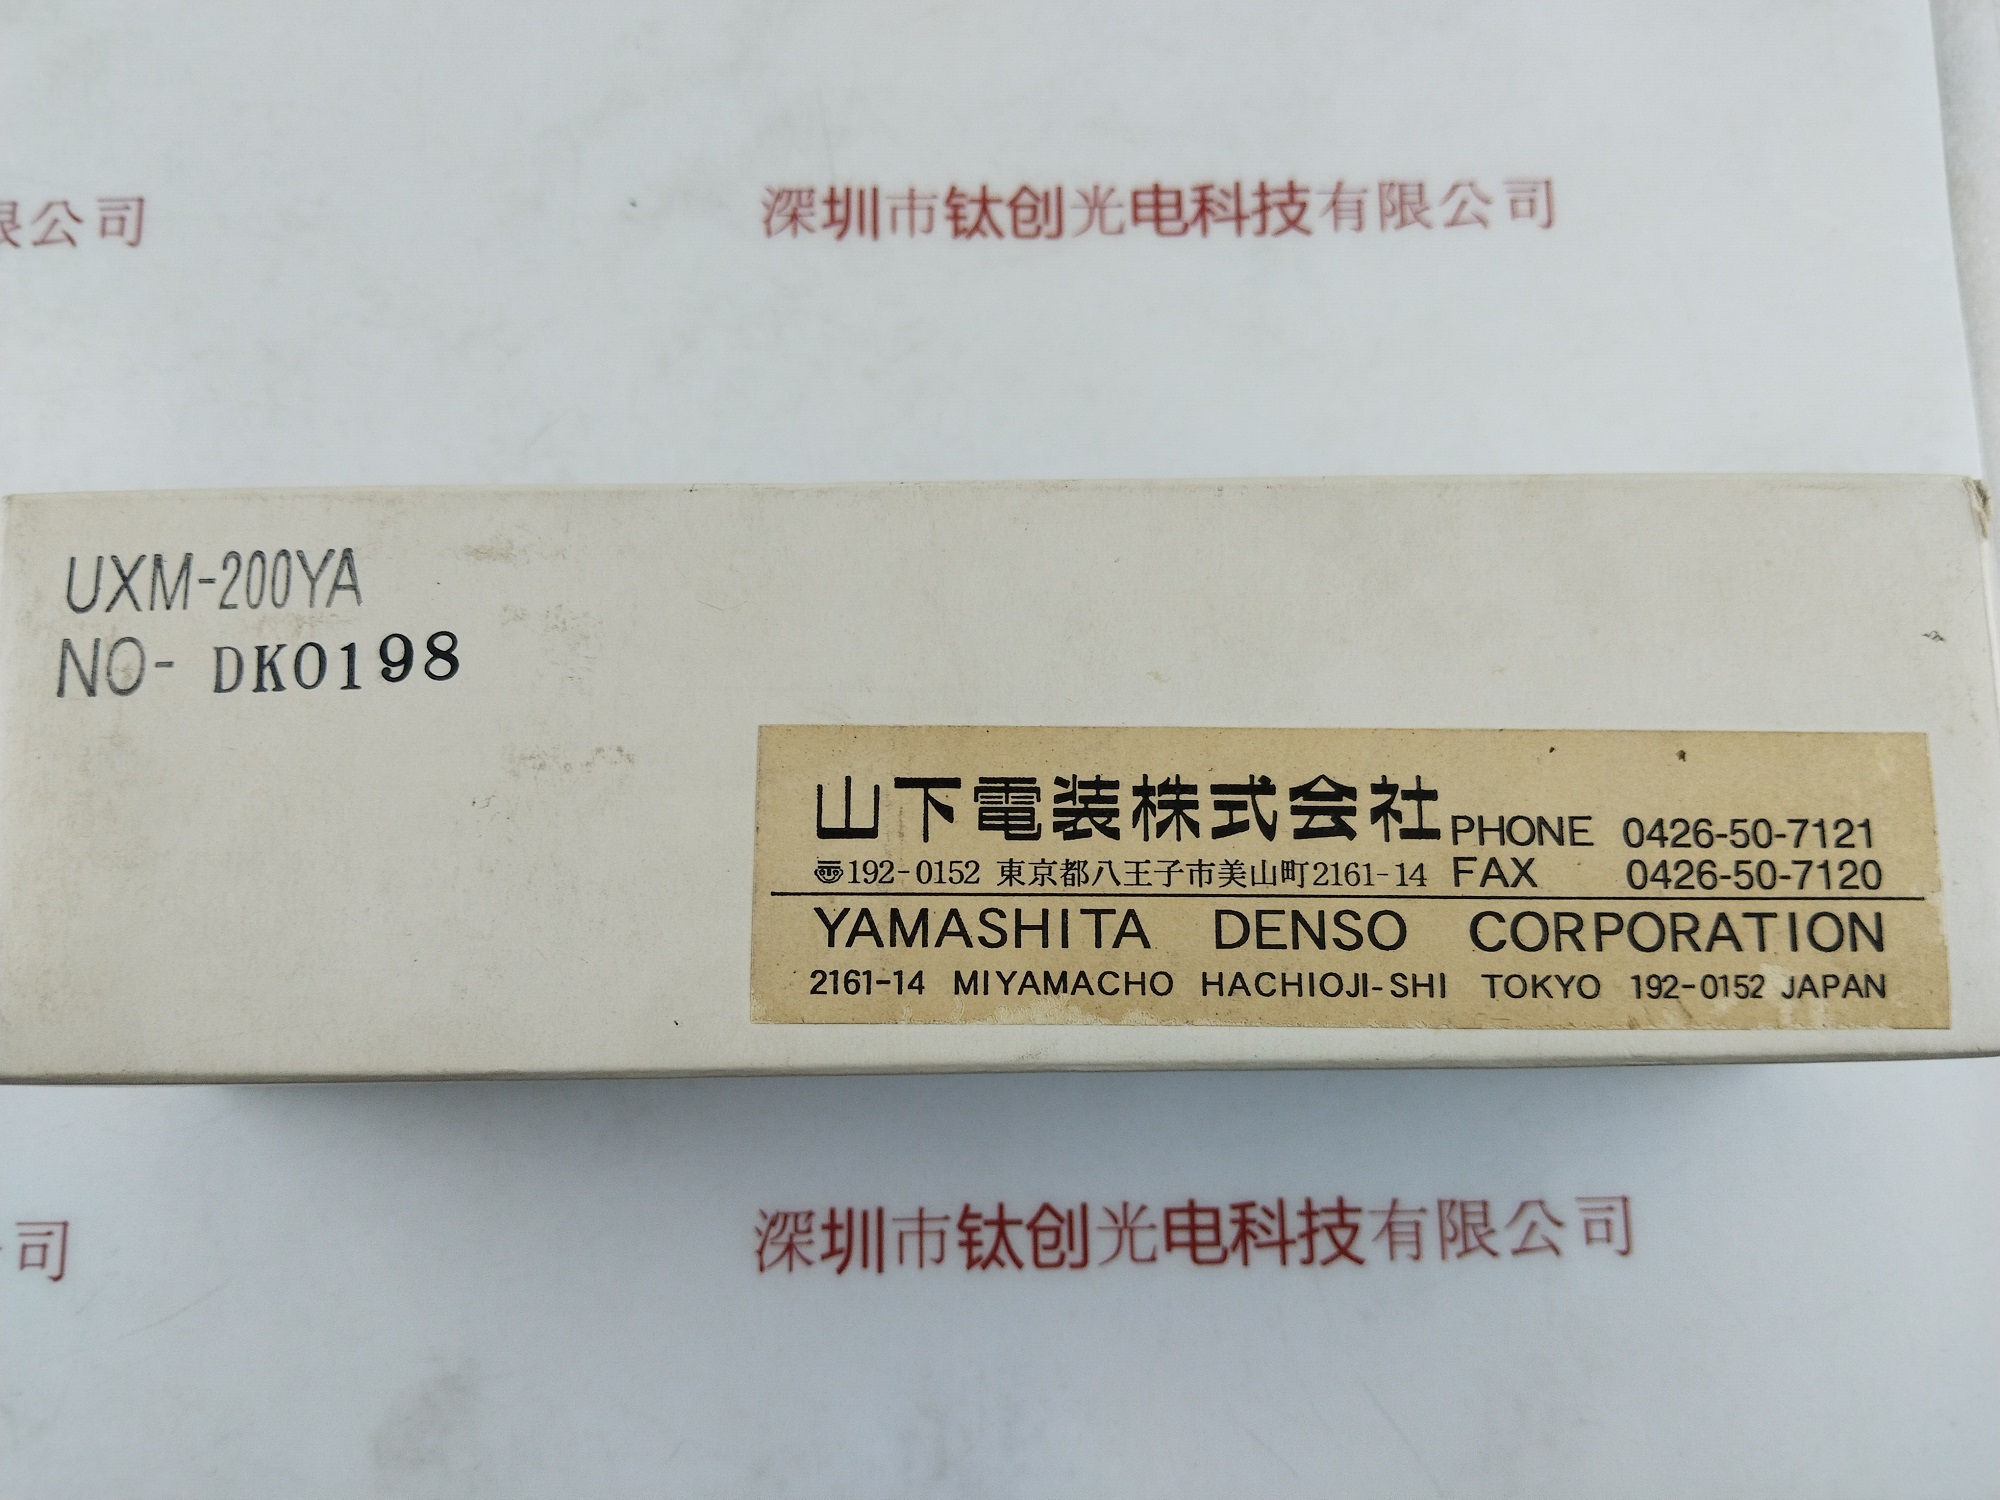 限公司
深圳市钛创光电科技有限公司
UXM-200YA
NO- DK0198
山下電装株式会社 PHONE 0426-50-7121
〠192-0152 東京都八王子市美山町2161-14 FAX 0426-50-7120
YAMASHITA DENSO CORPORATION
2161-14 MIYAMACHO HACHIOJI-SHI TOKYO 192-0152 JAPAN
司
深圳市钛创光电科技有限公司